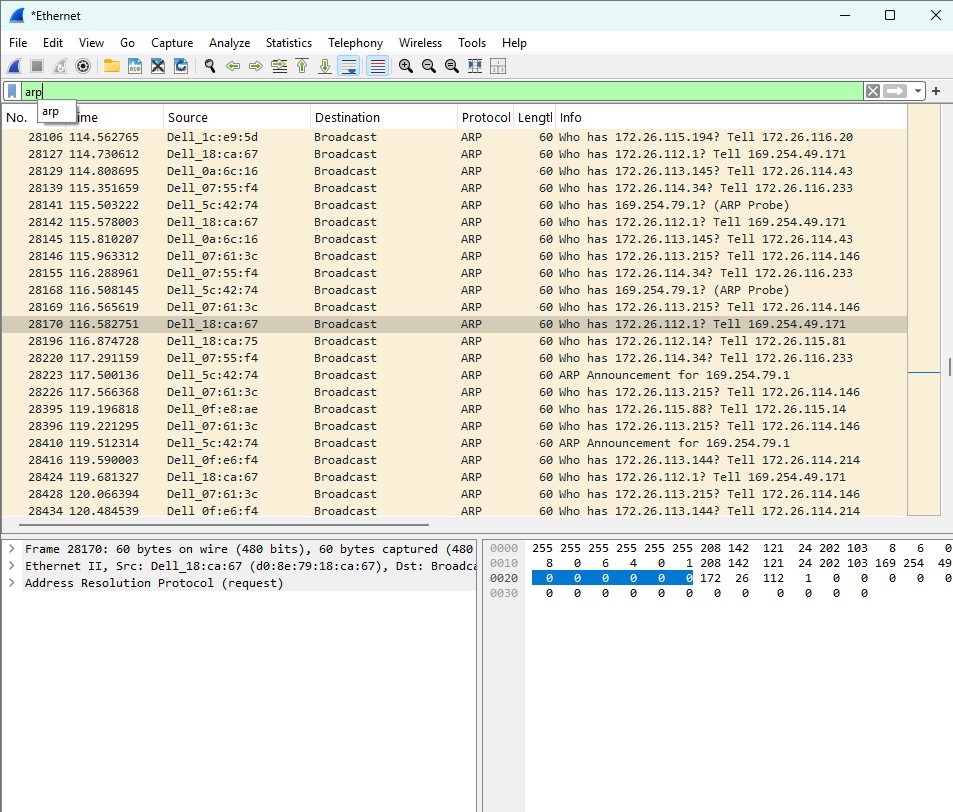 *Ethernet
File Edit View Go Capture Analyze Statistics Telephony Wireless Tools Help
arp
arp
No. Time Source Destination Protocol Lengtl Info
28106 114.562765 Dell_1c:e9:5d Broadcast ARP 60 Who has 172.26.115.194? Tell 172.26.116.20
28127 114.730612 Dell_18:ca:67 Broadcast ARP 60 Who has 172.26.112.1? Tell 169.254.49.171
28129 114.808695 Dell_0a:6c:16 Broadcast ARP 60 Who has 172.26.113.145? Tell 172.26.114.43
28139 115.351659 Dell_07:55:f4 Broadcast ARP 60 Who has 172.26.114.34? Tell 172.26.116.233
28141 115.503222 Dell_5c:42:74 Broadcast ARP 60 Who has 169.254.79.1? (ARP Probe)
28142 115.578003 Dell_18:ca:67 Broadcast ARP 60 Who has 172.26.112.1? Tell 169.254.49.171
28145 115.810207 Dell_0a:6c:16 Broadcast ARP 60 Who has 172.26.113.145? Tell 172.26.114.43
28146 115.963312 Dell_07:61:3c Broadcast ARP 60 Who has 172.26.113.215? Tell 172.26.114.146
28155 116.288961 Dell_07:55:f4 Broadcast ARP 60 Who has 172.26.114.34? Tell 172.26.116.233
28168 116.508145 Dell_5c:42:74 Broadcast ARP 60 Who has 169.254.79.1? (ARP Probe)
28169 116.565619 Dell_07:61:3c Broadcast ARP 60 Who has 172.26.113.215? Tell 172.26.114.146
28170 116.582751 Dell_18:ca:67 Broadcast ARP 60 Who has 172.26.112.1? Tell 169.254.49.171
28196 116.874728 Dell_18:ca:75 Broadcast ARP 60 Who has 172.26.112.14? Tell 172.26.115.81
28220 117.291159 Dell_07:55:f4 Broadcast ARP 60 Who has 172.26.114.34? Tell 172.26.116.233
28223 117.500136 Dell_5c:42:74 Broadcast ARP 60 ARP Announcement for 169.254.79.1
28226 117.566368 Dell_07:61:3c Broadcast ARP 60 Who has 172.26.113.215? Tell 172.26.114.146
28395 119.196818 Dell_0f:e8:ae Broadcast ARP 60 Who has 172.26.115.88? Tell 172.26.115.14
28396 119.221295 Dell_07:61:3c Broadcast ARP 60 Who has 172.26.113.215? Tell 172.26.114.146
28410 119.512314 Dell_5c:42:74 Broadcast ARP 60 ARP Announcement for 169.254.79.1
28416 119.590003 Dell_0f:e6:f4 Broadcast ARP 60 Who has 172.26.113.144? Tell 172.26.114.214
28424 119.681327 Dell_18:ca:67 Broadcast ARP 60 Who has 172.26.112.1? Tell 169.254.49.171
28428 120.066394 Dell_07:61:3c Broadcast ARP 60 Who has 172.26.113.215? Tell 172.26.114.146
28434 120.484539 Dell_0f:e6:f4 Broadcast ARP 60 Who has 172.26.113.144? Tell 172.26.114.214
Frame 28170: 60 bytes on wire (480 bits), 60 bytes captured (480
Ethernet II, Src: Dell_18:ca:67 (d0:8e:79:18:ca:67), Dst: Broadca
Address Resolution Protocol (request)
0000 255 255 255 255 255 255 208 142 121 24 202 103 8 6 0
0010 8 0 6 4 0 1 208 142 121 24 202 103 169 254 49
0020 0 0 0 0 0 0 172 26 112 1 0 0 0 0 0
0030 0 0 0 0 0 0 0 0 0 0 0 0